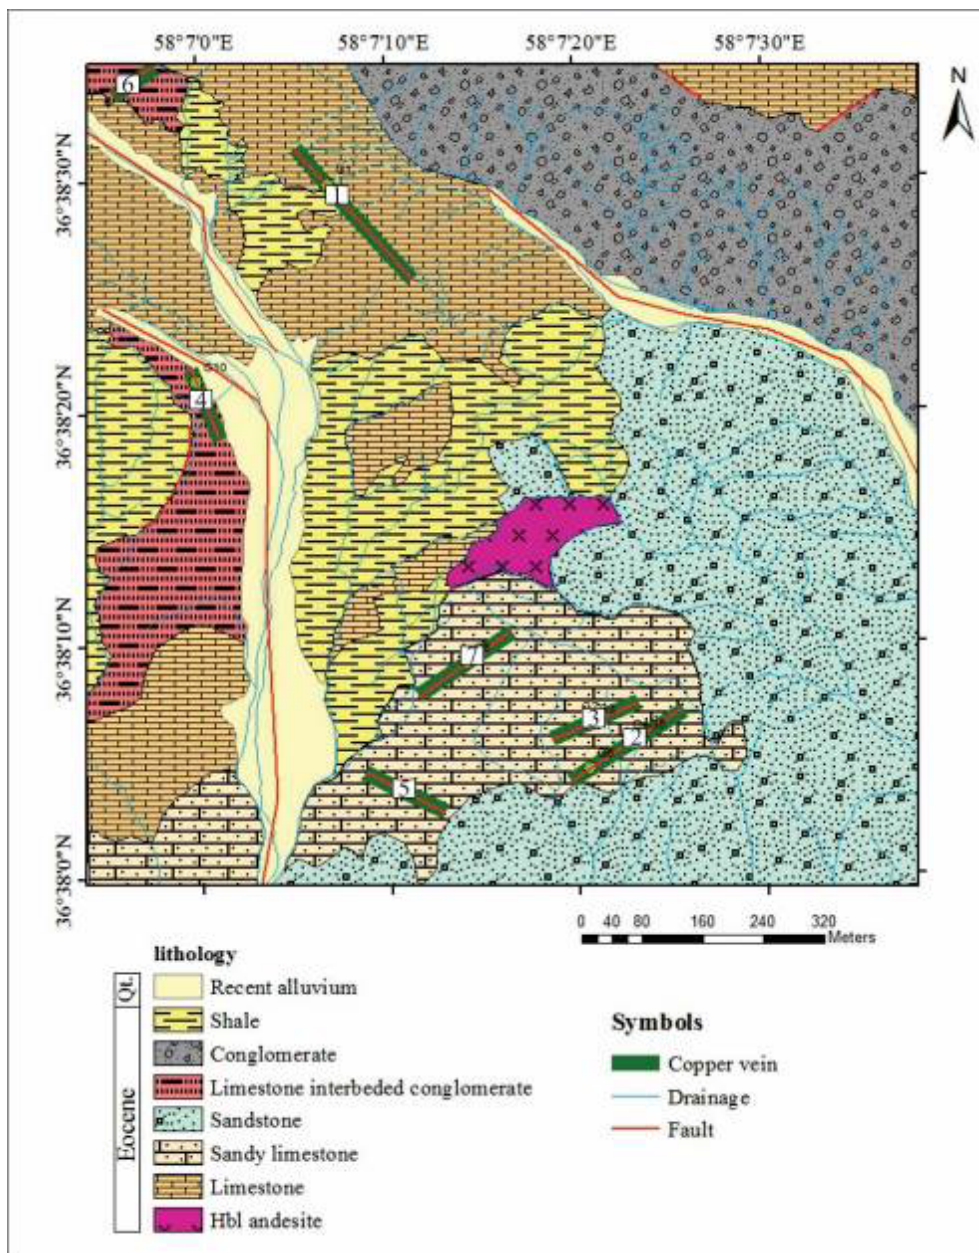 58°7'0"E 58°7'10"E 58°7'20"E 58°7'30"E
N
36°38'30"N
36°38'20"N
36°38'10"N
36°38'0"N
6
1
4
7
3
2
5
0 40 80 160 240 320
Meters
lithology
Qt.
Eocene
Recent alluvium
Shale
Conglomerate
Limestone interbeded conglomerate
Sandstone
Sandy limestone
Limestone
Hbl andesite
Symbols
Copper vein
Drainage
Fault